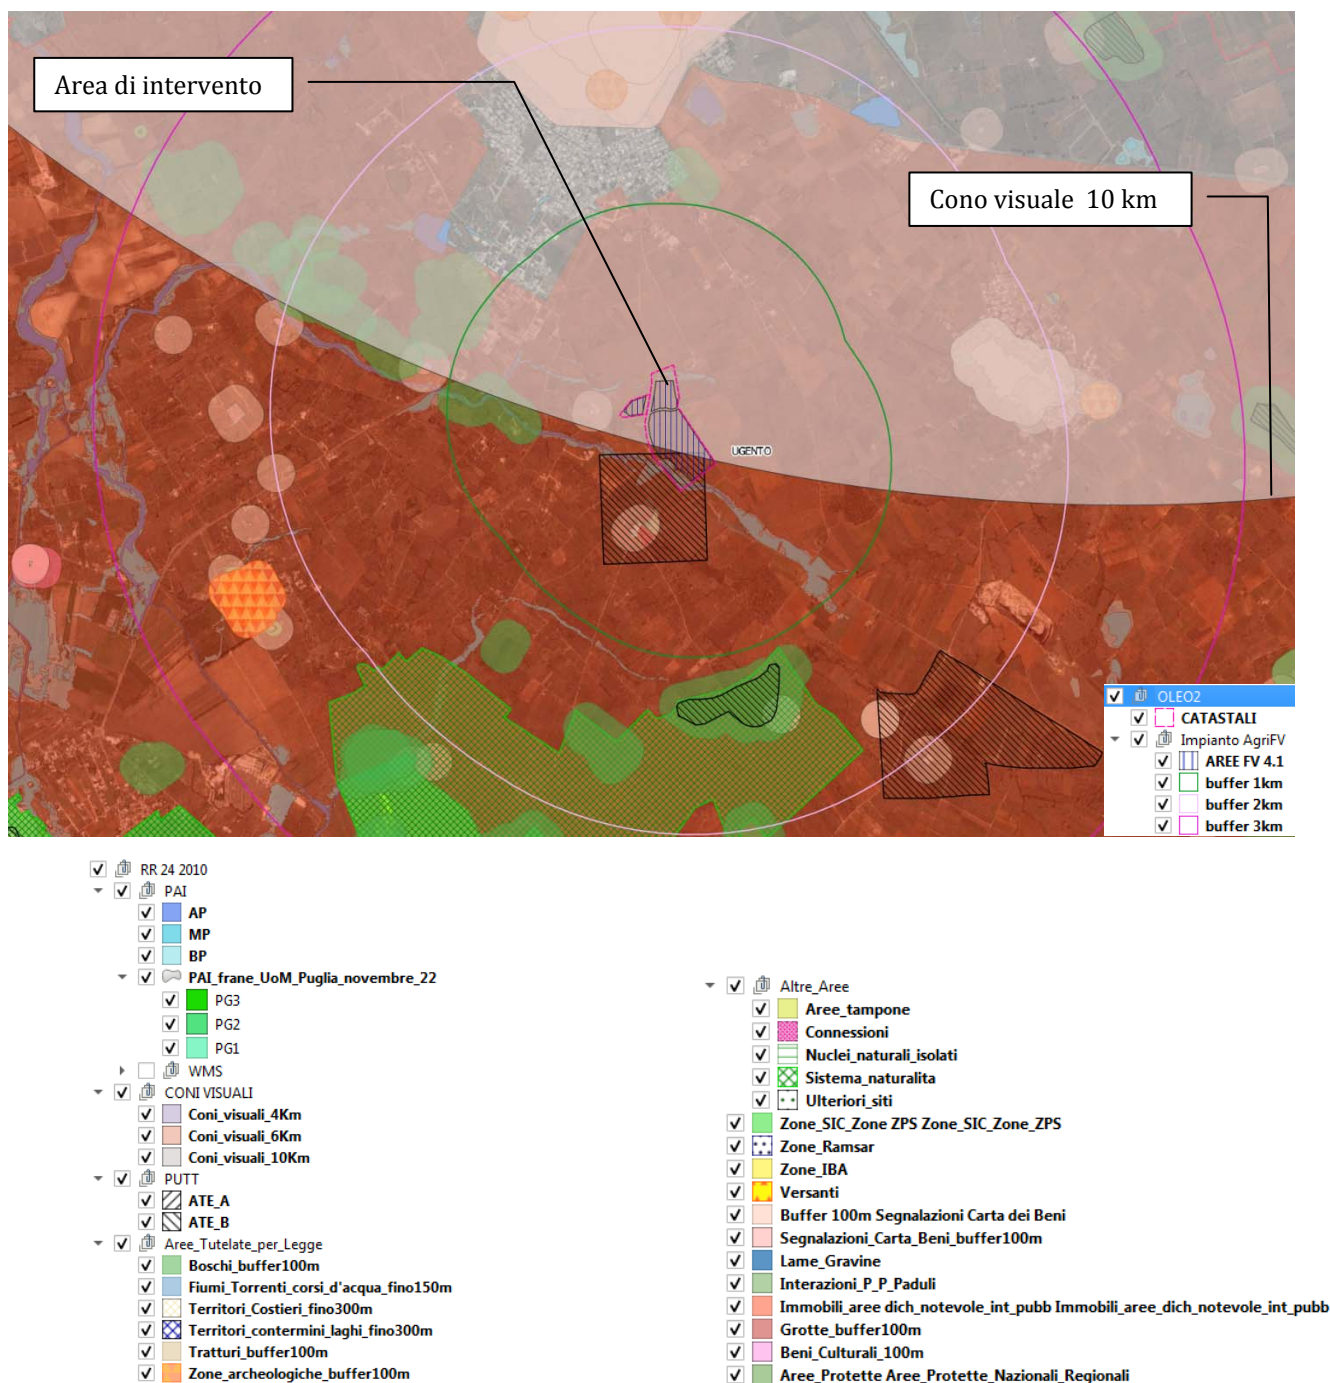 Area di intervento
Cono visuale 10 km
UGENTO
OLEO2
CATASTALI
Impianto AgriFV
AREE FV 4.1
buffer 1km
buffer 2km
buffer 3km
RR 24 2010
PAI
AP
MP
BP
PAI_frane_UoM_Puglia_novembre_22
PG3
PG2
PG1
WMS
CONI VISUALI
Coni_visuali_4Km
Coni_visuali_6Km
Coni_visuali_10Km
PUTT
ATE_A
ATE_B
Aree_Tutelate_per_Legge
Boschi_buffer100m
Fiumi_Torrenti_corsi_d'acqua_fino150m
Territori_Costieri_fino300m
Territori_contermini_laghi_fino300m
Tratturi_buffer100m
Zone_archeologiche_buffer100m
Altre_Aree
Aree_tampone
Connessioni
Nuclei_naturali_isolati
Sistema_naturalita
Ulteriori_siti
Zone_SIC_Zone ZPS Zone_SIC_Zone_ZPS
Zone_Ramsar
Zone_IBA
Versanti
Buffer 100m Segnalazioni Carta dei Beni
Segnalazioni_Carta_Beni_buffer100m
Lame_Gravine
Interazioni_P_P_Paduli
Immobili_aree dich_notevole_int_pubb Immobili_aree_dich_notevole_int_pubb
Grotte_buffer100m
Beni_Culturali_100m
Aree_Protette Aree_Protette_Nazionali_Regionali